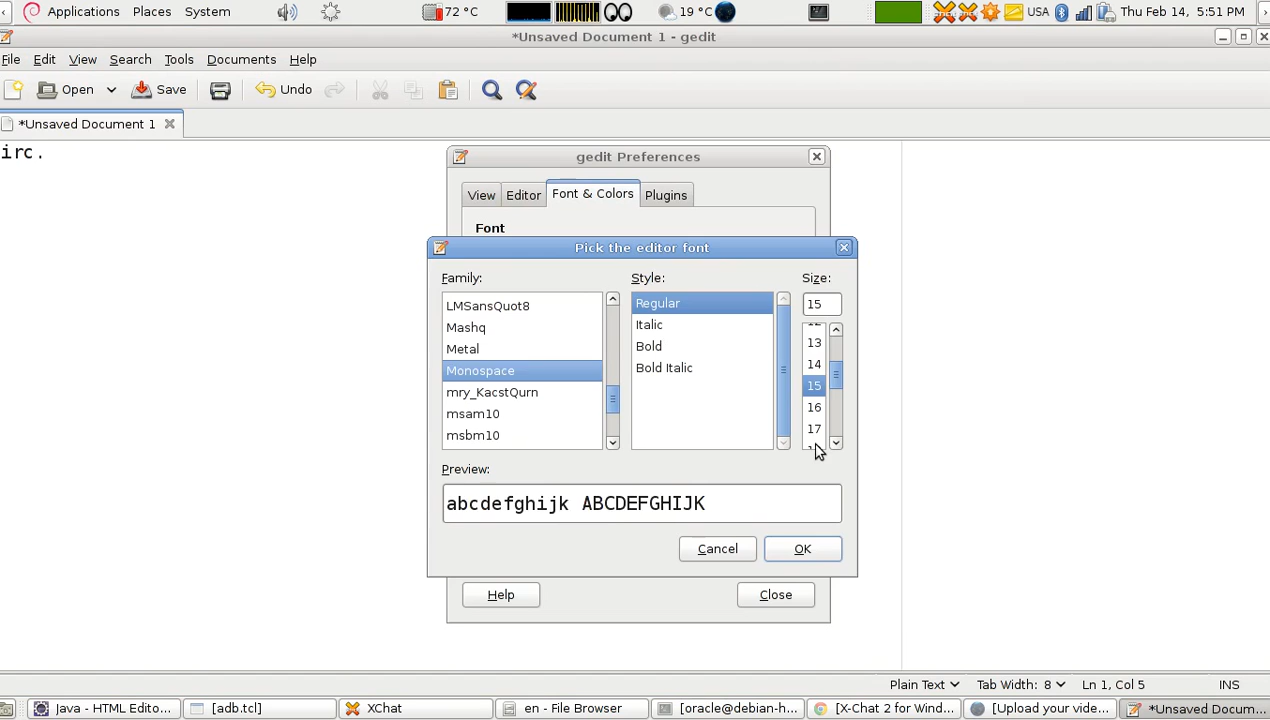 Applications Places System 72 °C 19 °C USA Thu Feb 14, 5:51 PM
*Unsaved Document 1 - gedit
File Edit View Search Tools Documents Help
Open Save Undo
*Unsaved Document 1
irc.
gedit Preferences
View Editor Font & Colors Plugins
Font
Pick the editor font
Family: Style: Size:
LMSansQuot8 Regular 15
Mashq Italic 13
Metal Bold 14
Monospace Bold Italic 15
mry_KacstQurn 16
msam10 17
msbm10
Preview:
abcdefghijk ABCDEFGHIJK
Cancel OK
Help Close
Plain Text Tab Width: 8 Ln 1, Col 5 INS
Java - HTML Edito... [adb.tcl] XChat en - File Browser [oracle@debian-h... [X-Chat 2 for Wind... [Upload your vide... *Unsaved Docum...